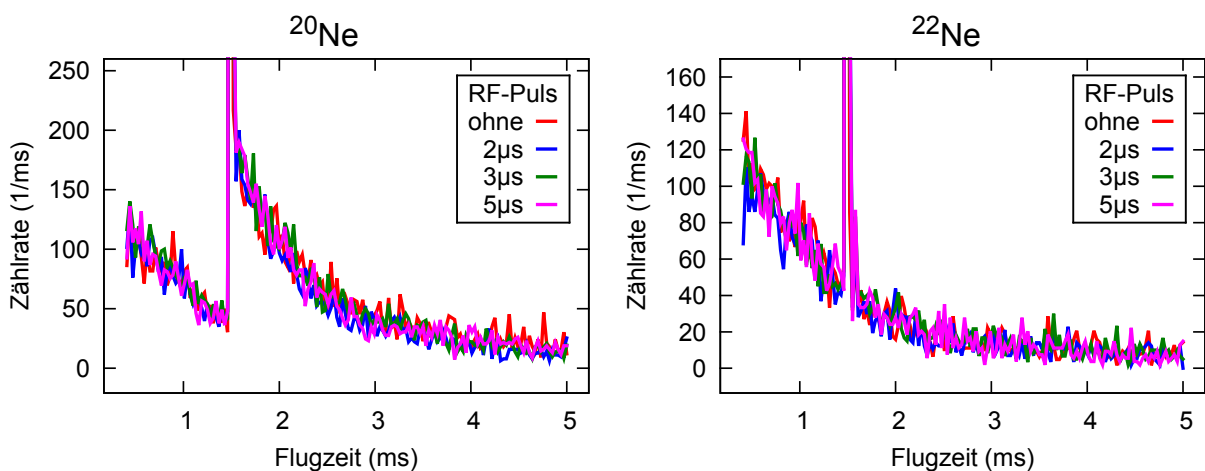 ²⁰Ne
Zählrate (1/ms)
250
200
150
100
50
0
RF-Puls
ohne
2µs
3µs
5µs
1 2 3 4 5
Flugzeit (ms)
²²Ne
Zählrate (1/ms)
160
140
120
100
80
60
40
20
0
RF-Puls
ohne
2µs
3µs
5µs
1 2 3 4 5
Flugzeit (ms)